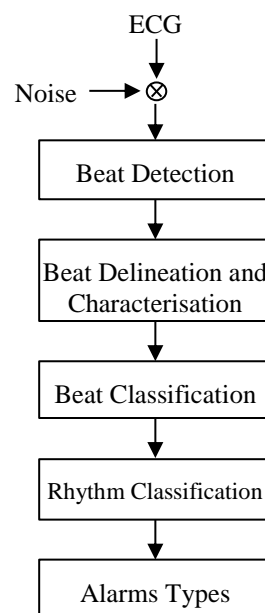 ECG
Noise
Beat Detection
Beat Delineation and
Characterisation
Beat Classification
Rhythm Classification
Alarms Types